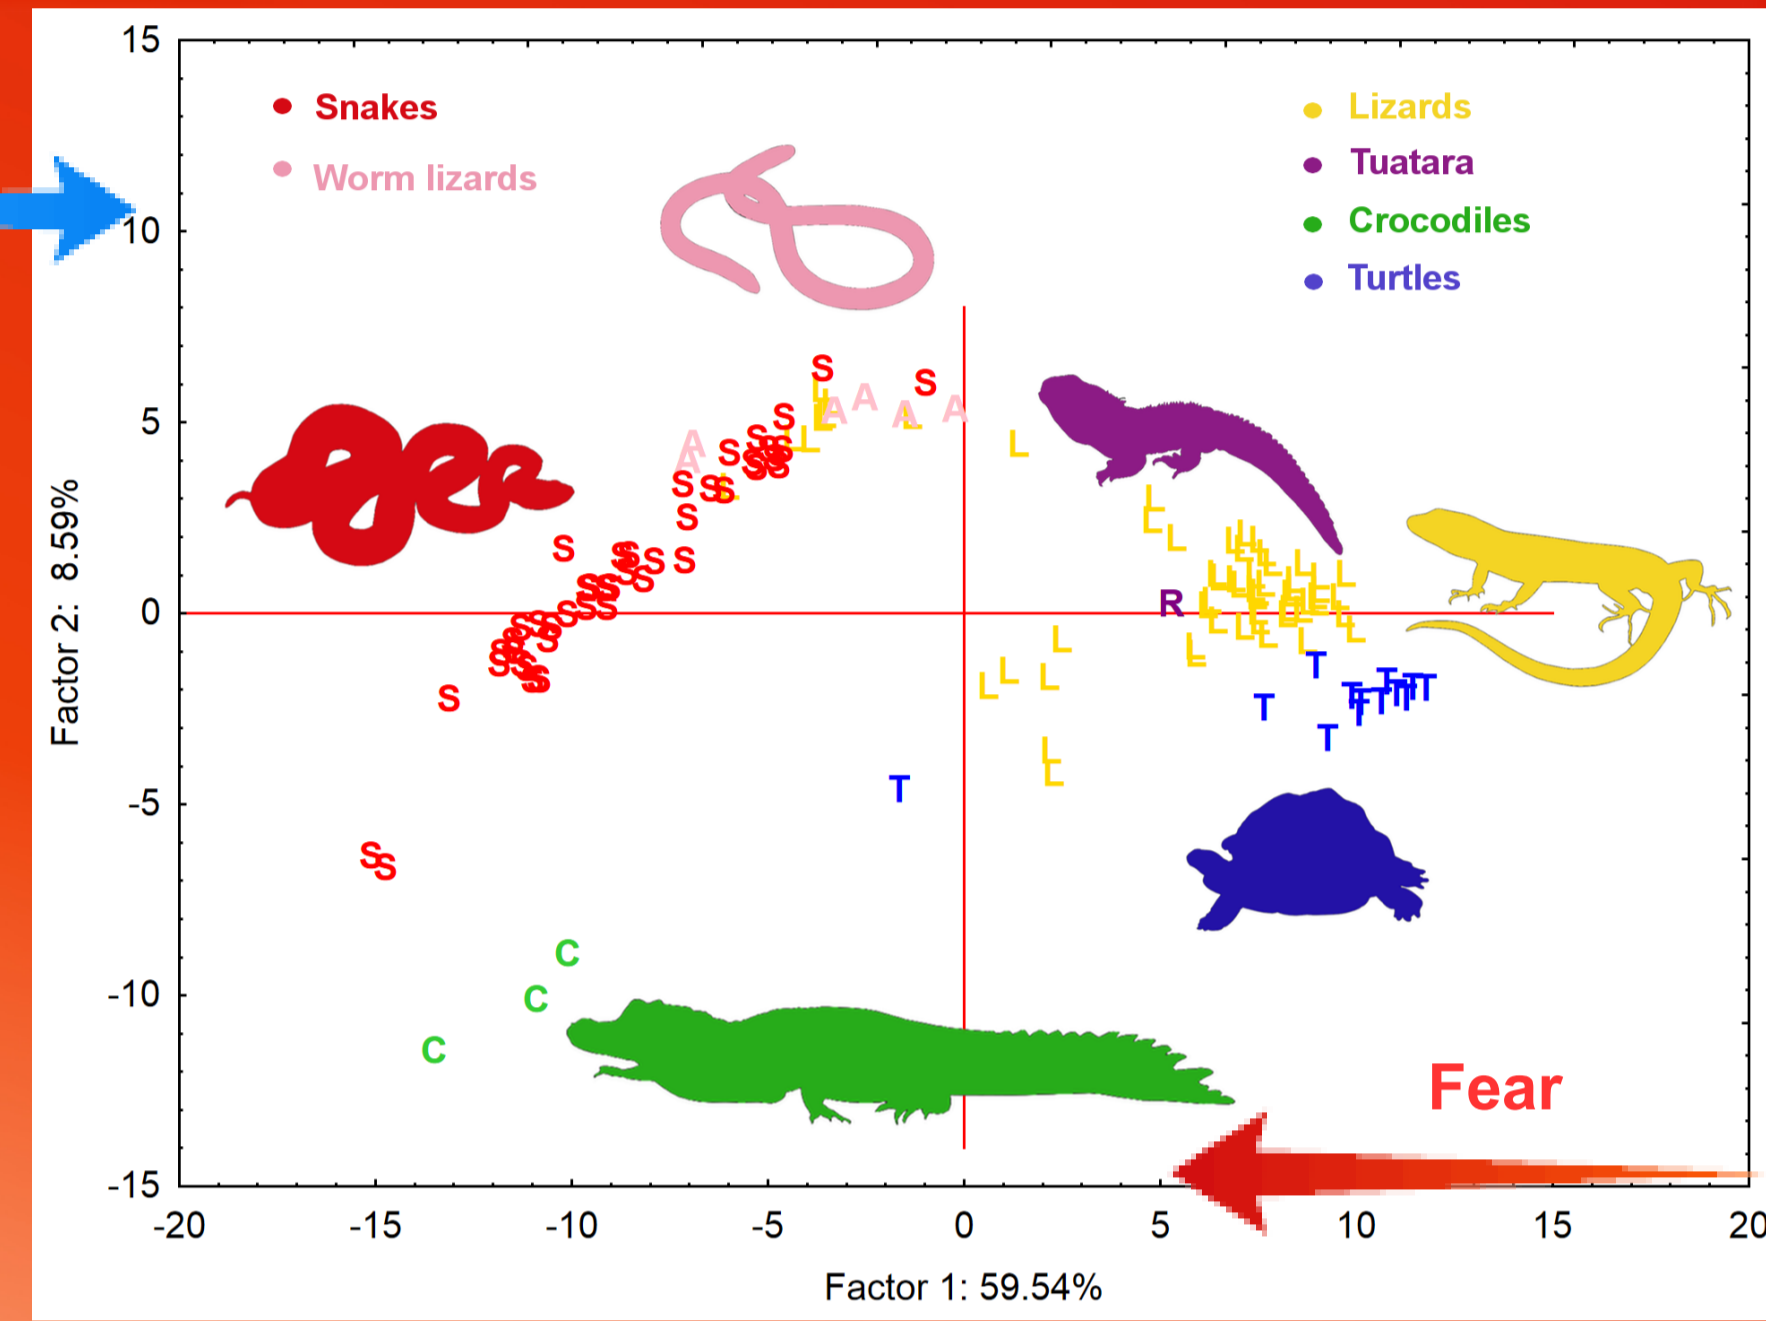 15
Snakes
Lizards
Worm lizards
Tuatara
10
Crocodiles
Turtles
5
0
-5
-10
-15
Factor 2: 8.59%
S S
L
A A A A
A
A
L
R
T
T
S
S
C
C
C
Fear
-20 -15 -10 -5 0 5 10 15 20
Factor 1: 59.54%